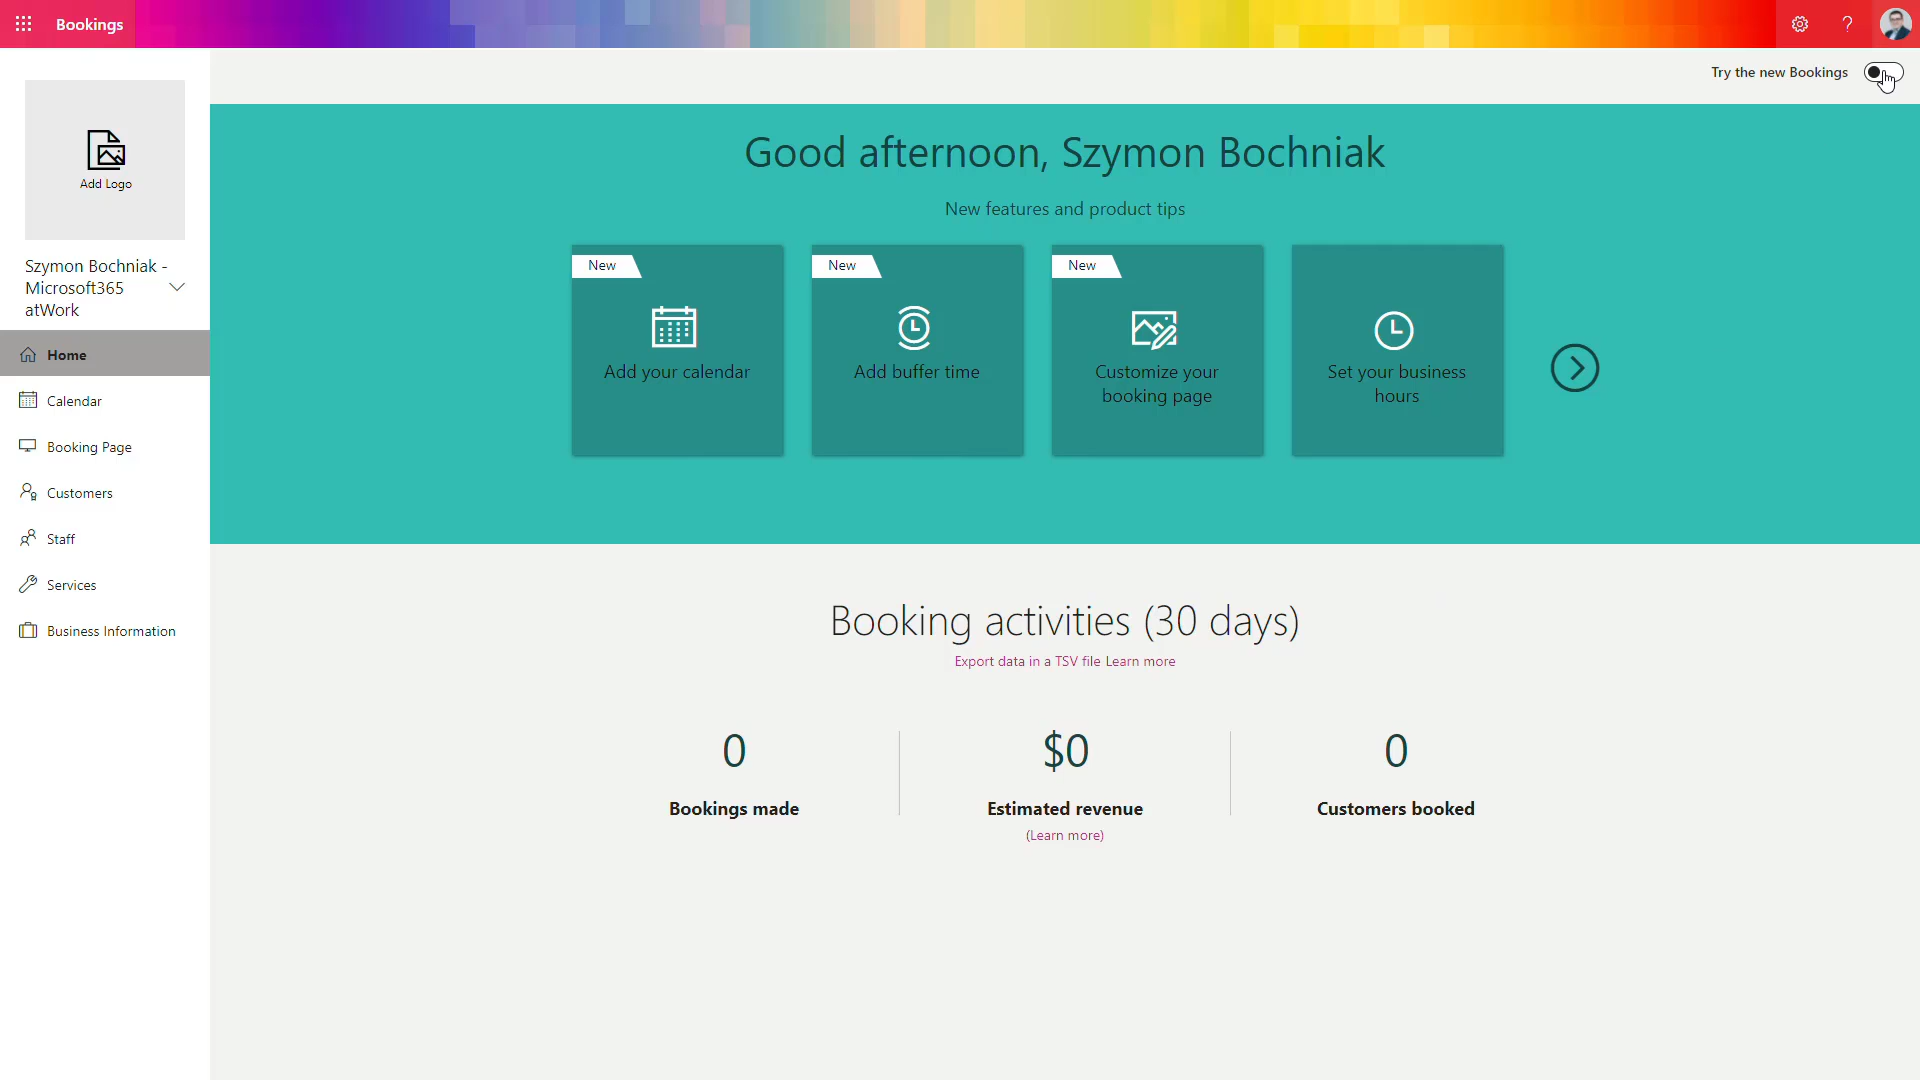 Bookings
?
Try the new Bookings
Add Logo
Szymon Bochniak -
Microsoft365
atWork
Home
Calendar
Booking Page
Customers
Staff
Services
Business Information
Good afternoon, Szymon Bochniak
New features and product tips
New
Add your calendar
New
Add buffer time
New
Customize your
booking page
Set your business
hours
Booking activities (30 days)
Export data in a TSV file Learn more
0
Bookings made
$0
Estimated revenue
(Learn more)
0
Customers booked